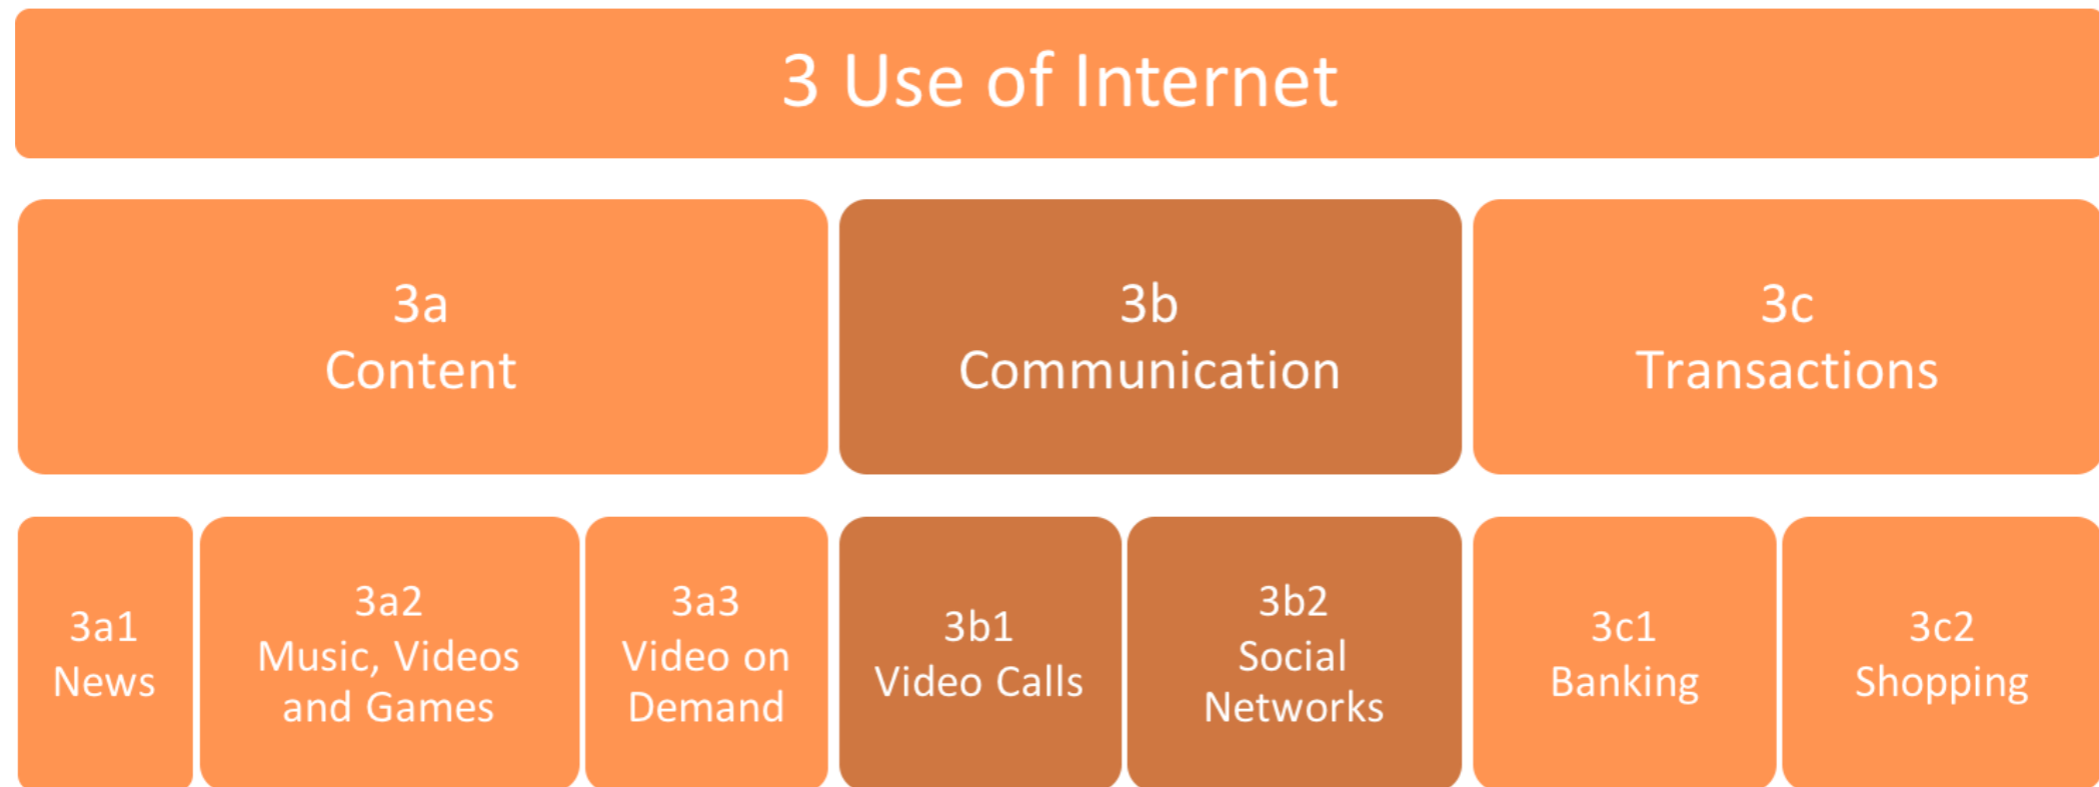 3 Use of Internet
3a
Content
3b
Communication
3c
Transactions
3a1
News
3a2
Music, Videos
and Games
3a3
Video on
Demand
3b1
Video Calls
3b2
Social
Networks
3c1
Banking
3c2
Shopping